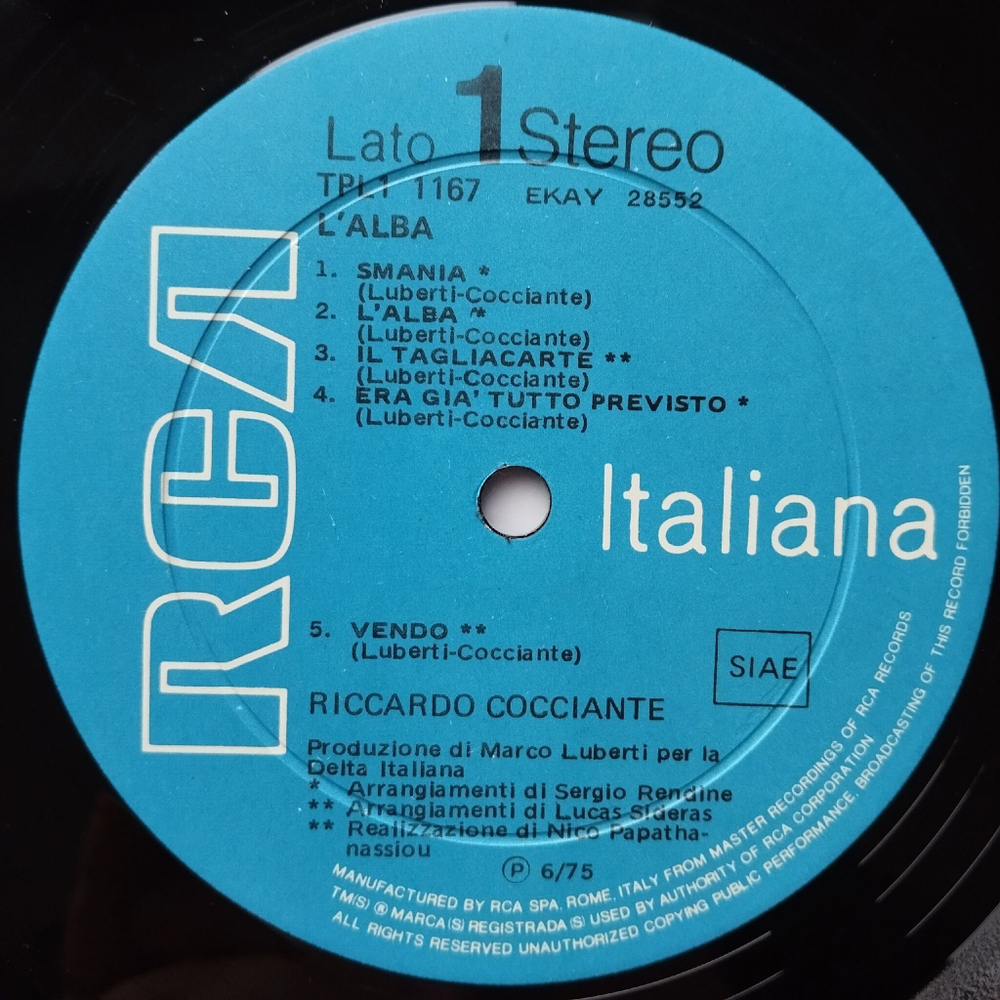 Lato 1 Stereo
TPL1 1167 EKAY 28552
L'ALBA
1. SMANIA *
(Luberti-Cocciante)
2. L'ALBA *
(Luberti-Cocciante)
3. IL TAGLIACARTE **
(Luberti-Cocciante)
4. ERA GIA' TUTTO PREVISTO *
(Luberti-Cocciante)
RCA
Italiana
5. VENDO **
(Luberti-Cocciante)
SIAE
RICCARDO COCCIANTE
Produzione di Marco Luberti per la
Delta Italiana
* Arrangiamenti di Sergio Rendine
** Arrangiamenti di Lucas Sideras
** Realizzazione di Nico Papatha-
nassiou
℗ 6/75
MANUFACTURED BY RCA SPA, ROME, ITALY FROM MASTER RECORDINGS OF RCA RECORDS
TM(S) ® MARCA(S) REGISTRADA(S) USED BY AUTHORITY OF RCA CORPORATION
ALL RIGHTS RESERVED UNAUTHORIZED COPYING PUBLIC PERFORMANCE, BROADCASTING OF THIS RECORD FORBIDDEN